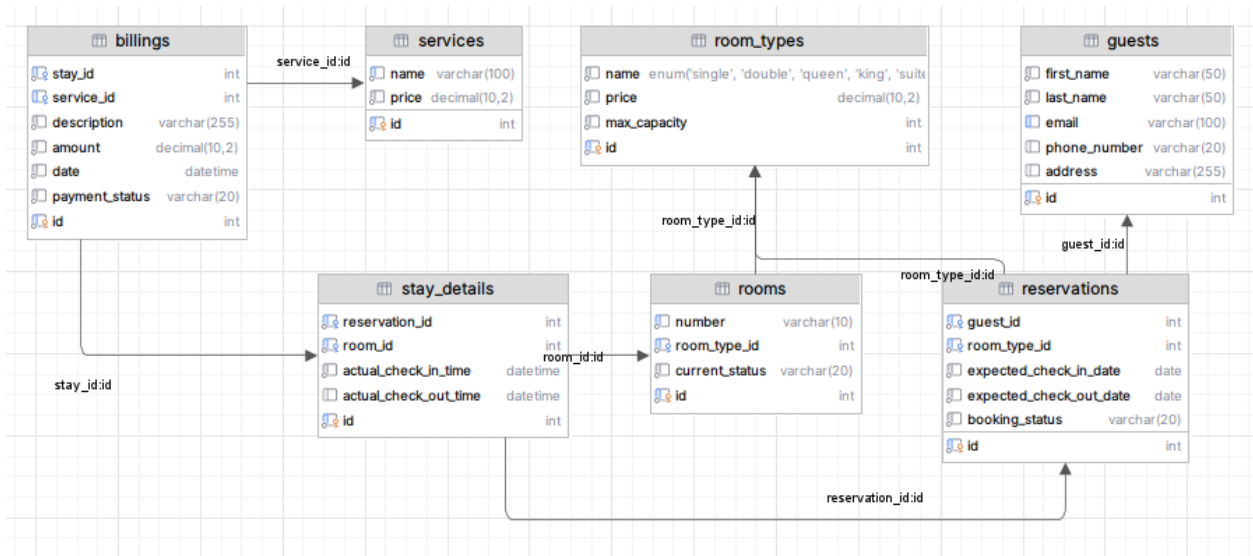 billings
stay_id int
service_id int
description varchar(255)
amount decimal(10,2)
date datetime
payment_status varchar(20)
id int
service_id:id
services
name varchar(100)
price decimal(10,2)
id int
room_types
name enum('single', 'double', 'queen', 'king', 'suite
price decimal(10,2)
max_capacity int
id int
guests
first_name varchar(50)
last_name varchar(50)
email varchar(100)
phone_number varchar(20)
address varchar(255)
id int
room_type_id:id
guest_id:id
room_type_id:id
stay_details
reservation_id int
room_id int
actual_check_in_time datetime
actual_check_out_time datetime
id int
room_id:id
rooms
number varchar(10)
room_type_id int
current_status varchar(20)
id int
reservations
guest_id int
room_type_id int
expected_check_in_date date
expected_check_out_date date
booking_status varchar(20)
id int
stay_id:id
reservation_id:id